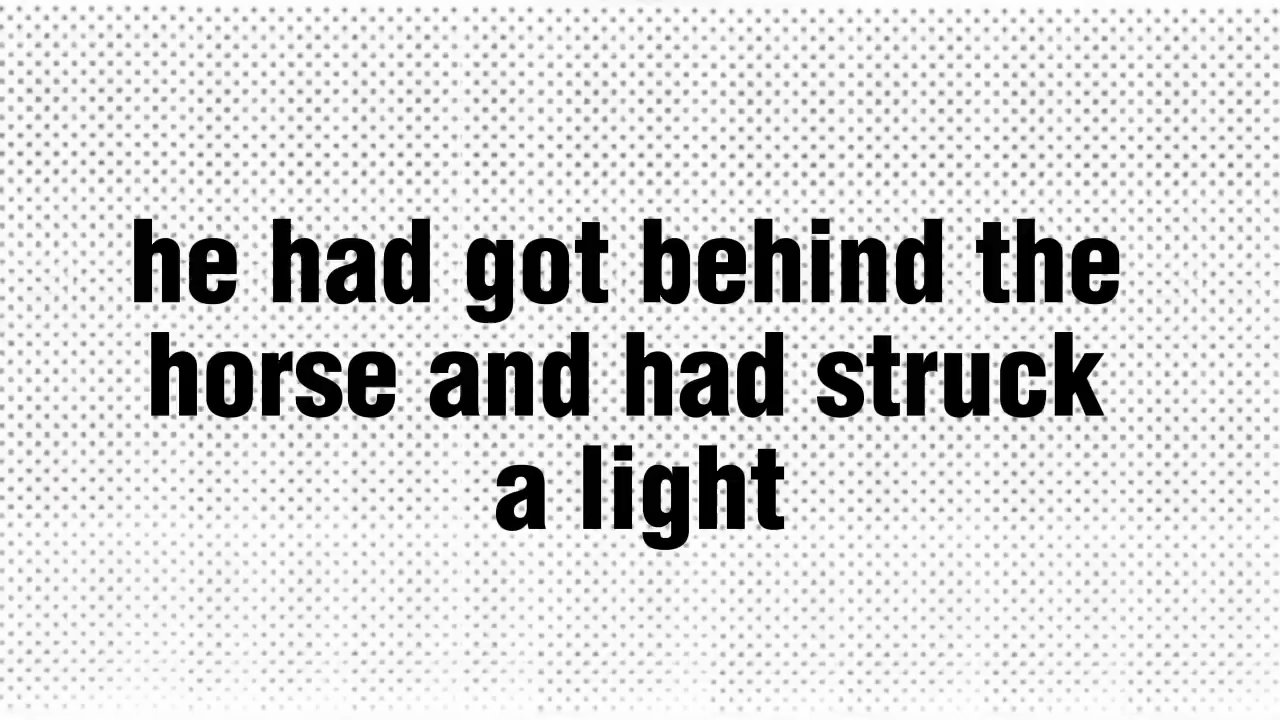 he had got behind the
horse and had struck
a light